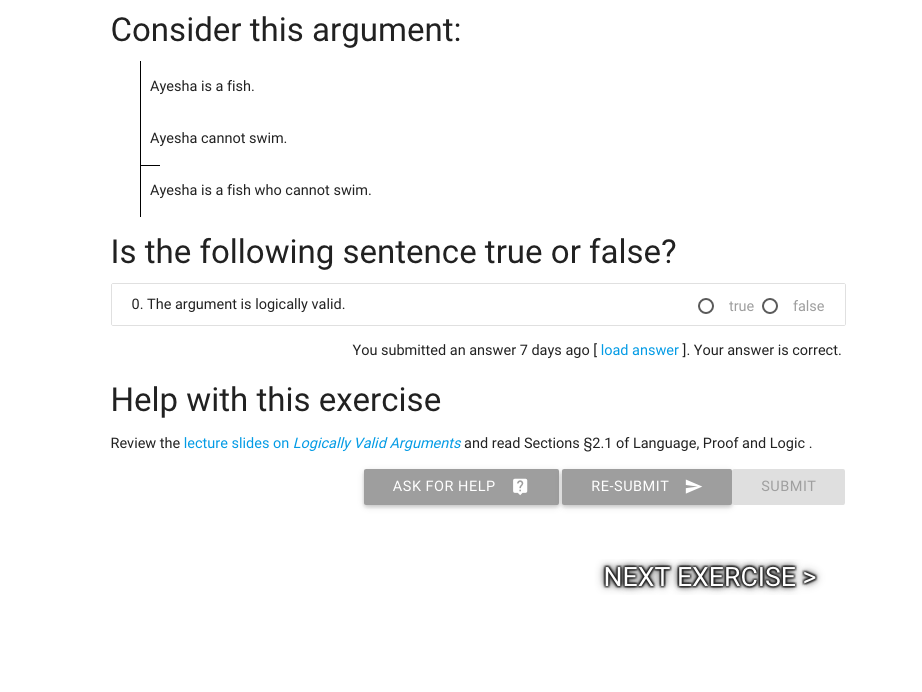 Consider this argument:
Ayesha is a fish.
Ayesha cannot swim.
Ayesha is a fish who cannot swim.
Is the following sentence true or false?
0. The argument is logically valid. true false
You submitted an answer 7 days ago [ load answer ]. Your answer is correct.
Help with this exercise
Review the lecture slides on Logically Valid Arguments and read Sections §2.1 of Language, Proof and Logic .
ASK FOR HELP RE-SUBMIT SUBMIT
NEXT EXERCISE >